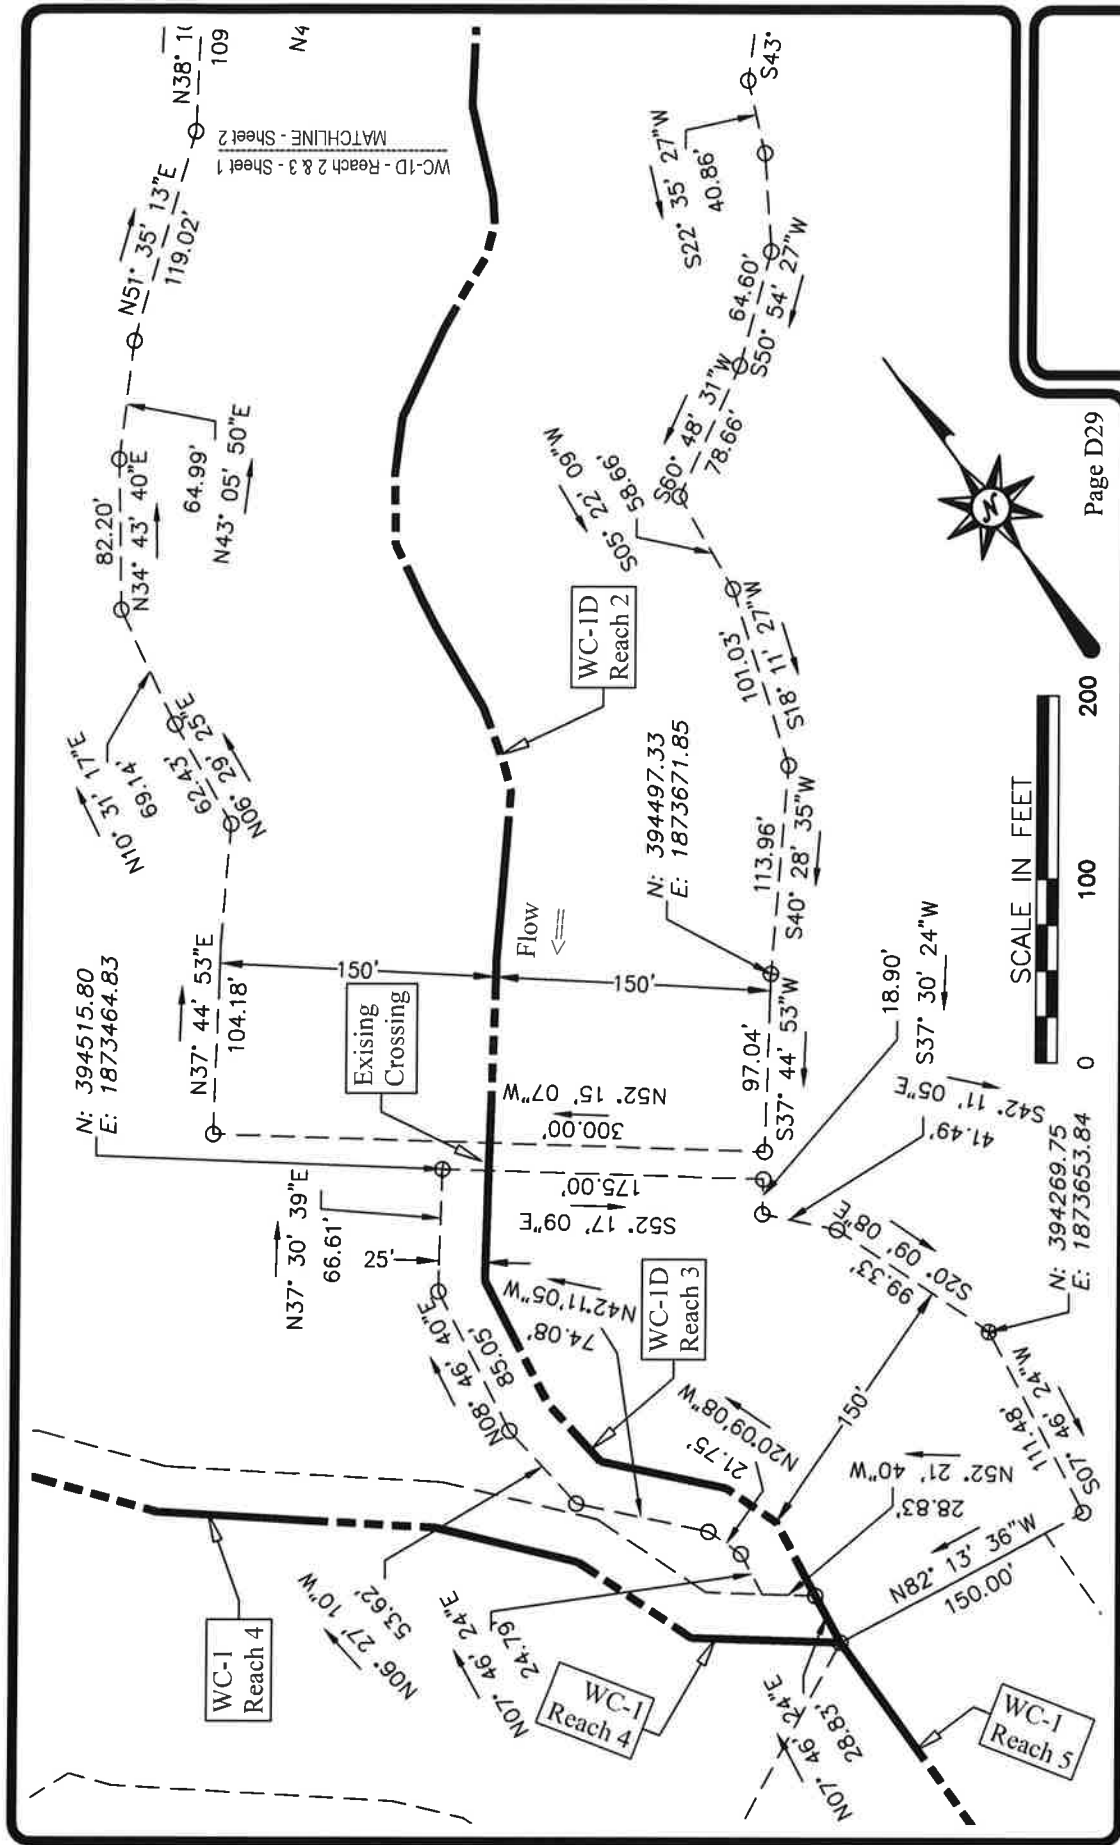 N38° 1(
109
N4
WC-1D - Reach 2 & 3 - Sheet 1
MATCHLINE - Sheet 2
N51° 35' 13"E
119.02'
N43° 05' 50"E
64.99'
82.20'
N34° 43' 40"E
N10° 31' 17"E
69.14'
62.43'
N06° 29' 25"E
N: 394515.80
E: 1873464.83
N37° 44' 53"E
104.18'
150'
150'
Exising
Crossing
Flow
<==
WC-1D
Reach 2
S43°
S22° 35' 27"W
40.86'
64.60'
S50° 54' 27"W
S60° 48' 31"W
78.66'
S05° 22' 09"W
58.66'
101.03'
S18° 11' 27"W
N: 394497.33
E: 1873671.85
113.96'
S40° 28' 35"W
97.04'
S37° 44' 53"W
18.90'
S37° 30' 24"W
N52° 15' 07"W
300.00'
175.00'
S52° 17' 09"E
N37° 30' 39"E
66.61'
25'
S42° 11' 05"E
41.49'
S20° 09' 08"E
99.33'
N: 394269.75
E: 1873653.84
WC-1D
Reach 3
N42°11'05"W
74.08'
N08° 46' 40"E
85.05'
N20°09'08"W
21.75'
150'
S07° 46' 24"W
111.48'
N52° 21' 40"W
28.83'
N82° 13' 36"W
150.00'
N06° 27' 10"W
53.62'
N07° 46' 24"E
24.79'
N07° 46' 24"E
28.83'
WC-1
Reach 4
WC-1
Reach 4
WC-1
Reach 5
SCALE IN FEET
0 100 200
N
Page D29